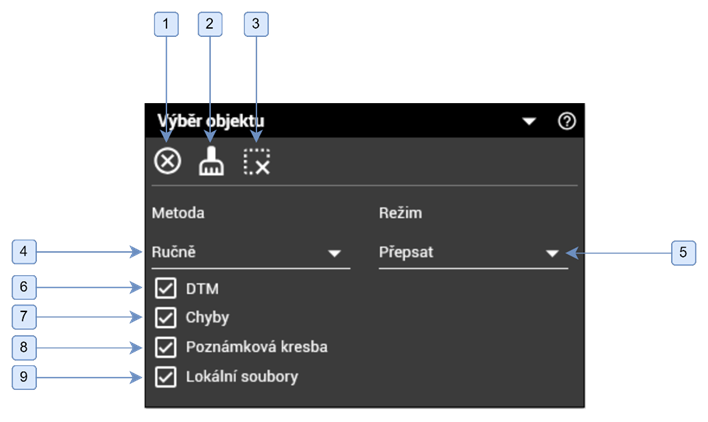 1 2 3
Výběr objektu
Metoda Režim
4 Ručně Přepsat 5
6 DTM
7 Chyby
8 Poznámková kresba
9 Lokální soubory